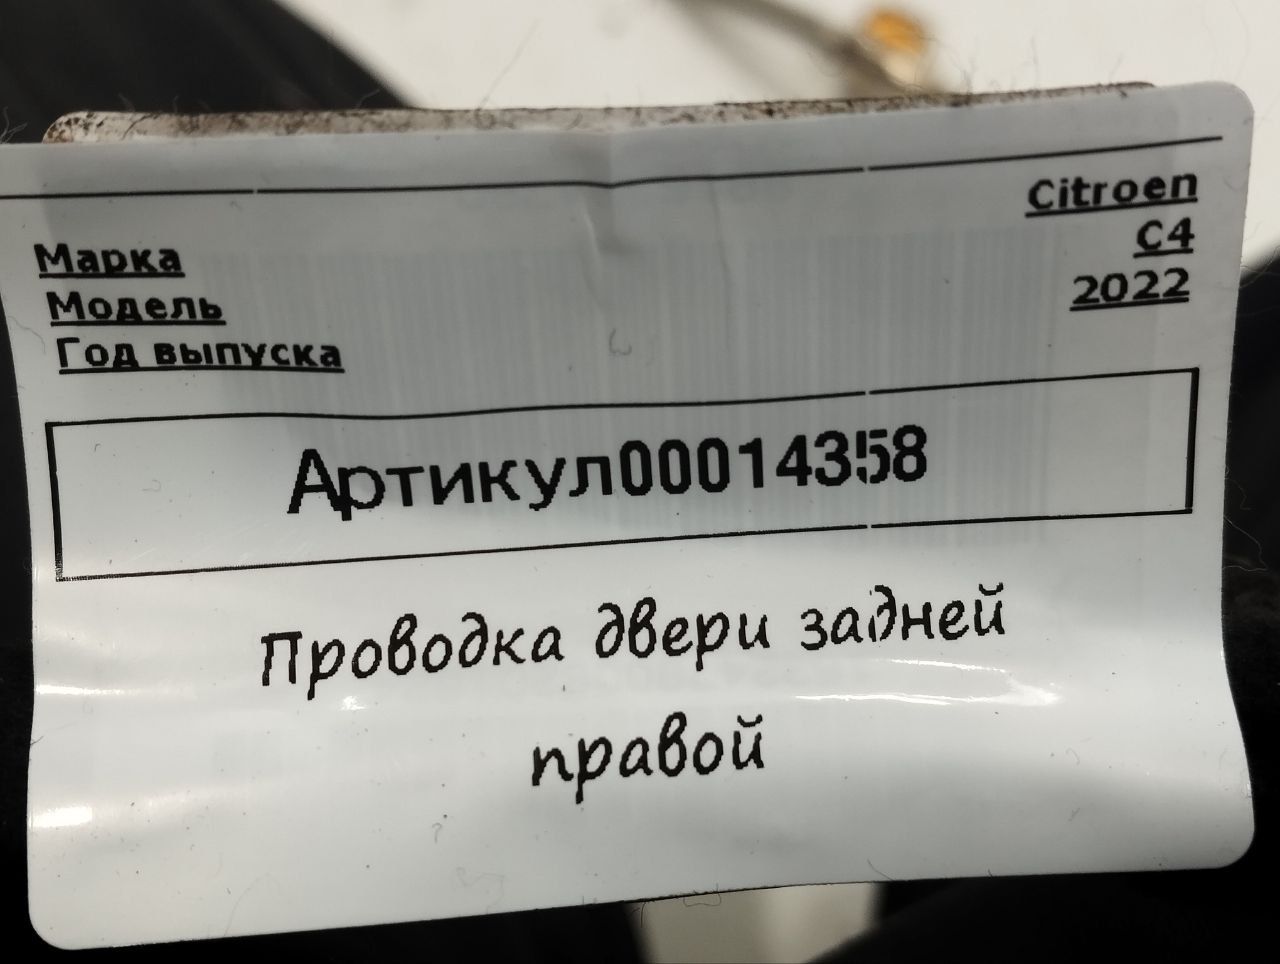 Марка Citroen
Модель C4
Год выпуска 2022
Артикул00014358
Проводка двери задней
правой